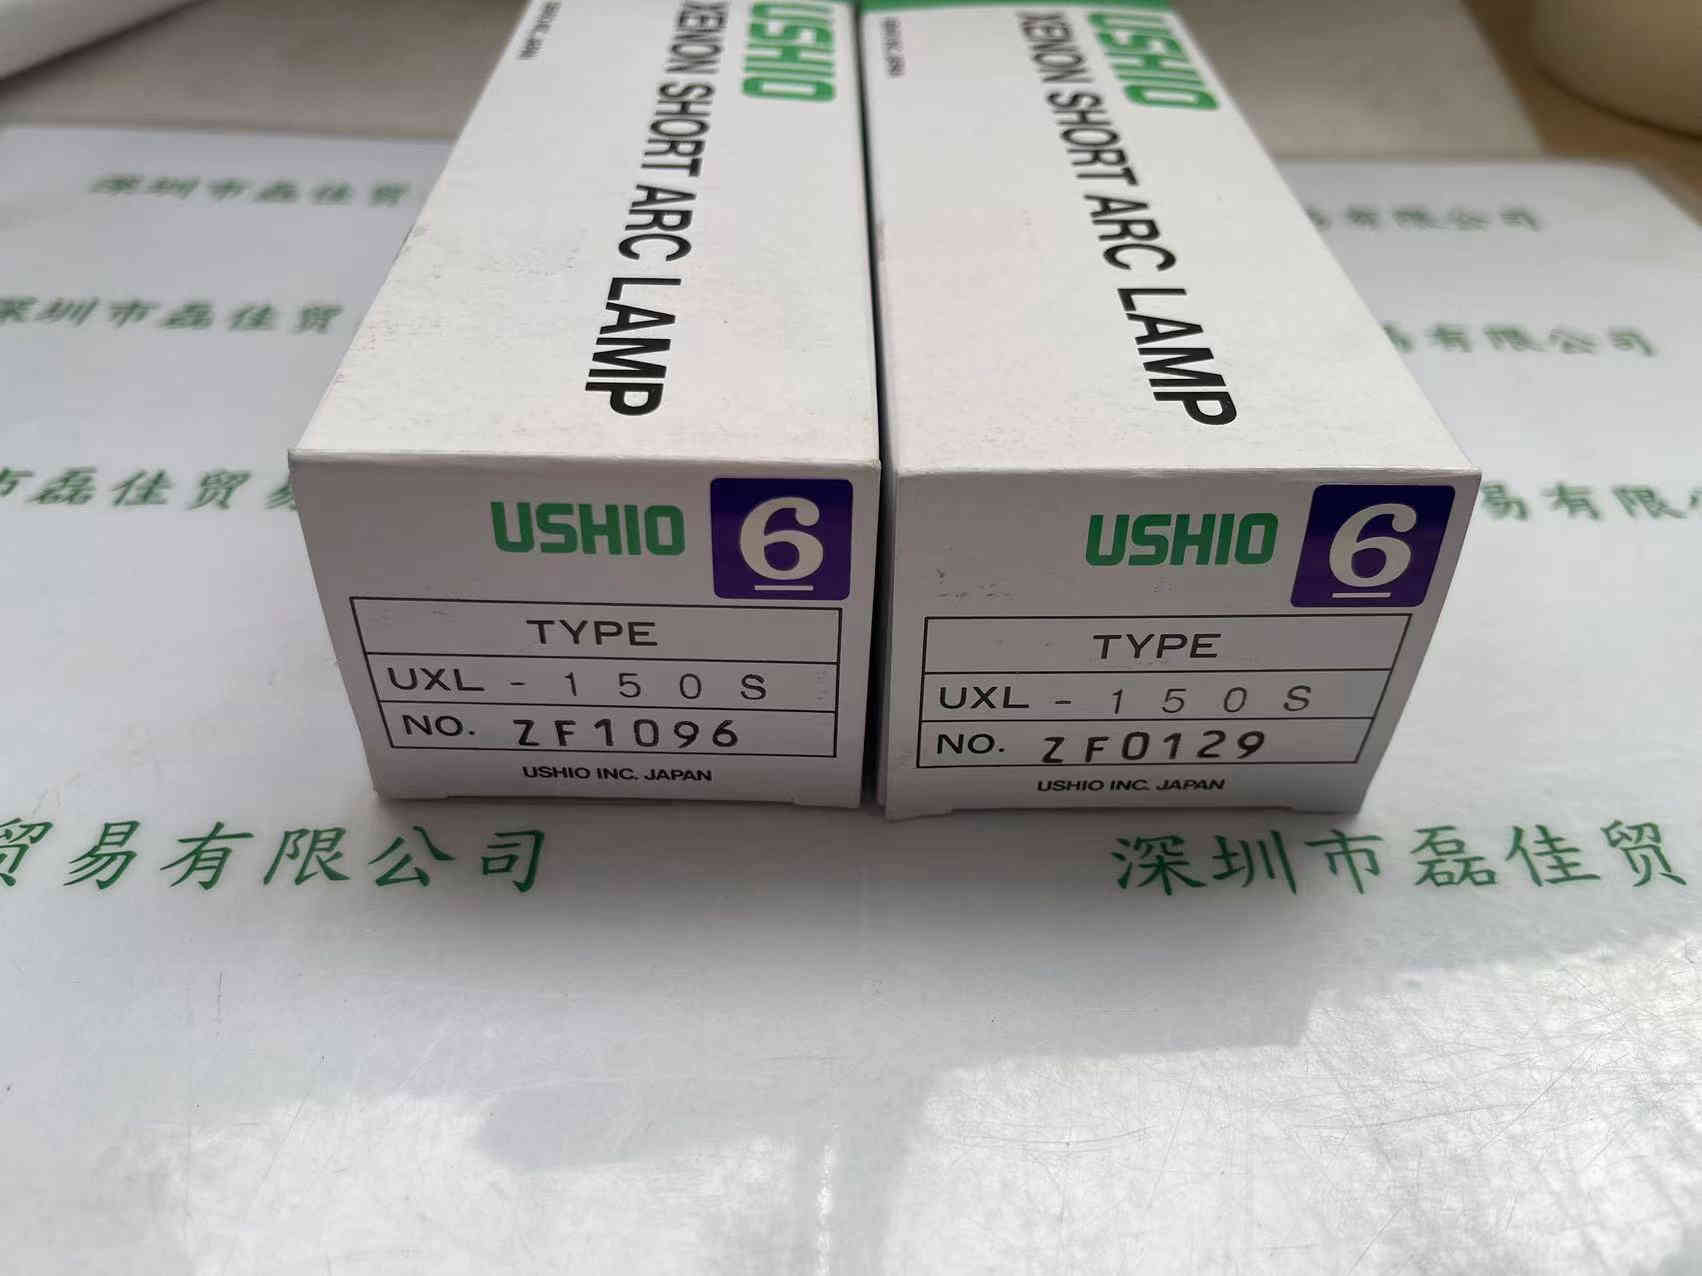 USHIO
XENON SHORT ARC LAMP
USHIO
XENON SHORT ARC LAMP
深圳市磊佳贸
易有限公司
深圳市磊佳贸
易有限公司
市磊佳贸易
易有限
USHIO 6
TYPE
UXL - 150S
NO. ZF1096
USHIO INC. JAPAN
USHIO 6
TYPE
UXL - 150S
NO. ZF0129
USHIO INC. JAPAN
贸易有限公司
深圳市磊佳贸